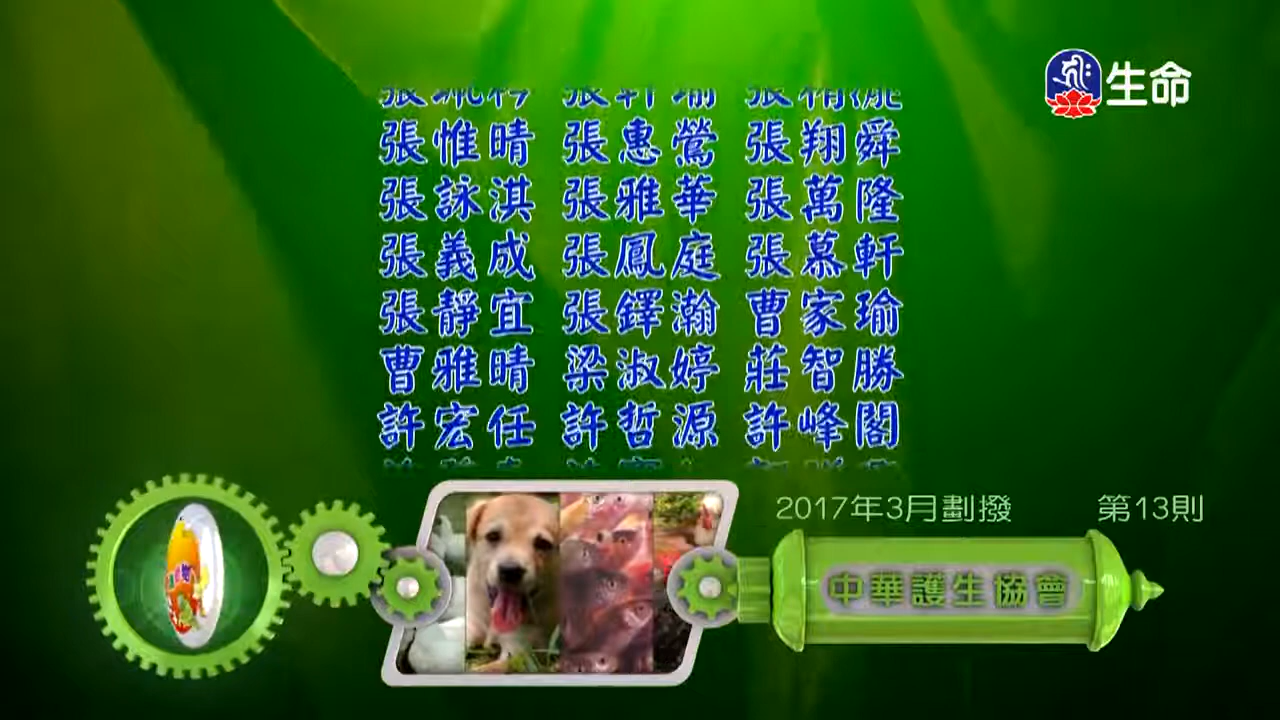 生命
張惟晴 張惠鶯 張翔舜
張詠淇 張雅華 張萬隆
張義成 張鳳庭 張慕軒
張靜宜 張鐸瀚 曹家瑜
曹雅晴 梁淑婷 莊智勝
許宏任 許哲源 許峰閣
2017年3月劃撥 第13則
中華護生協會